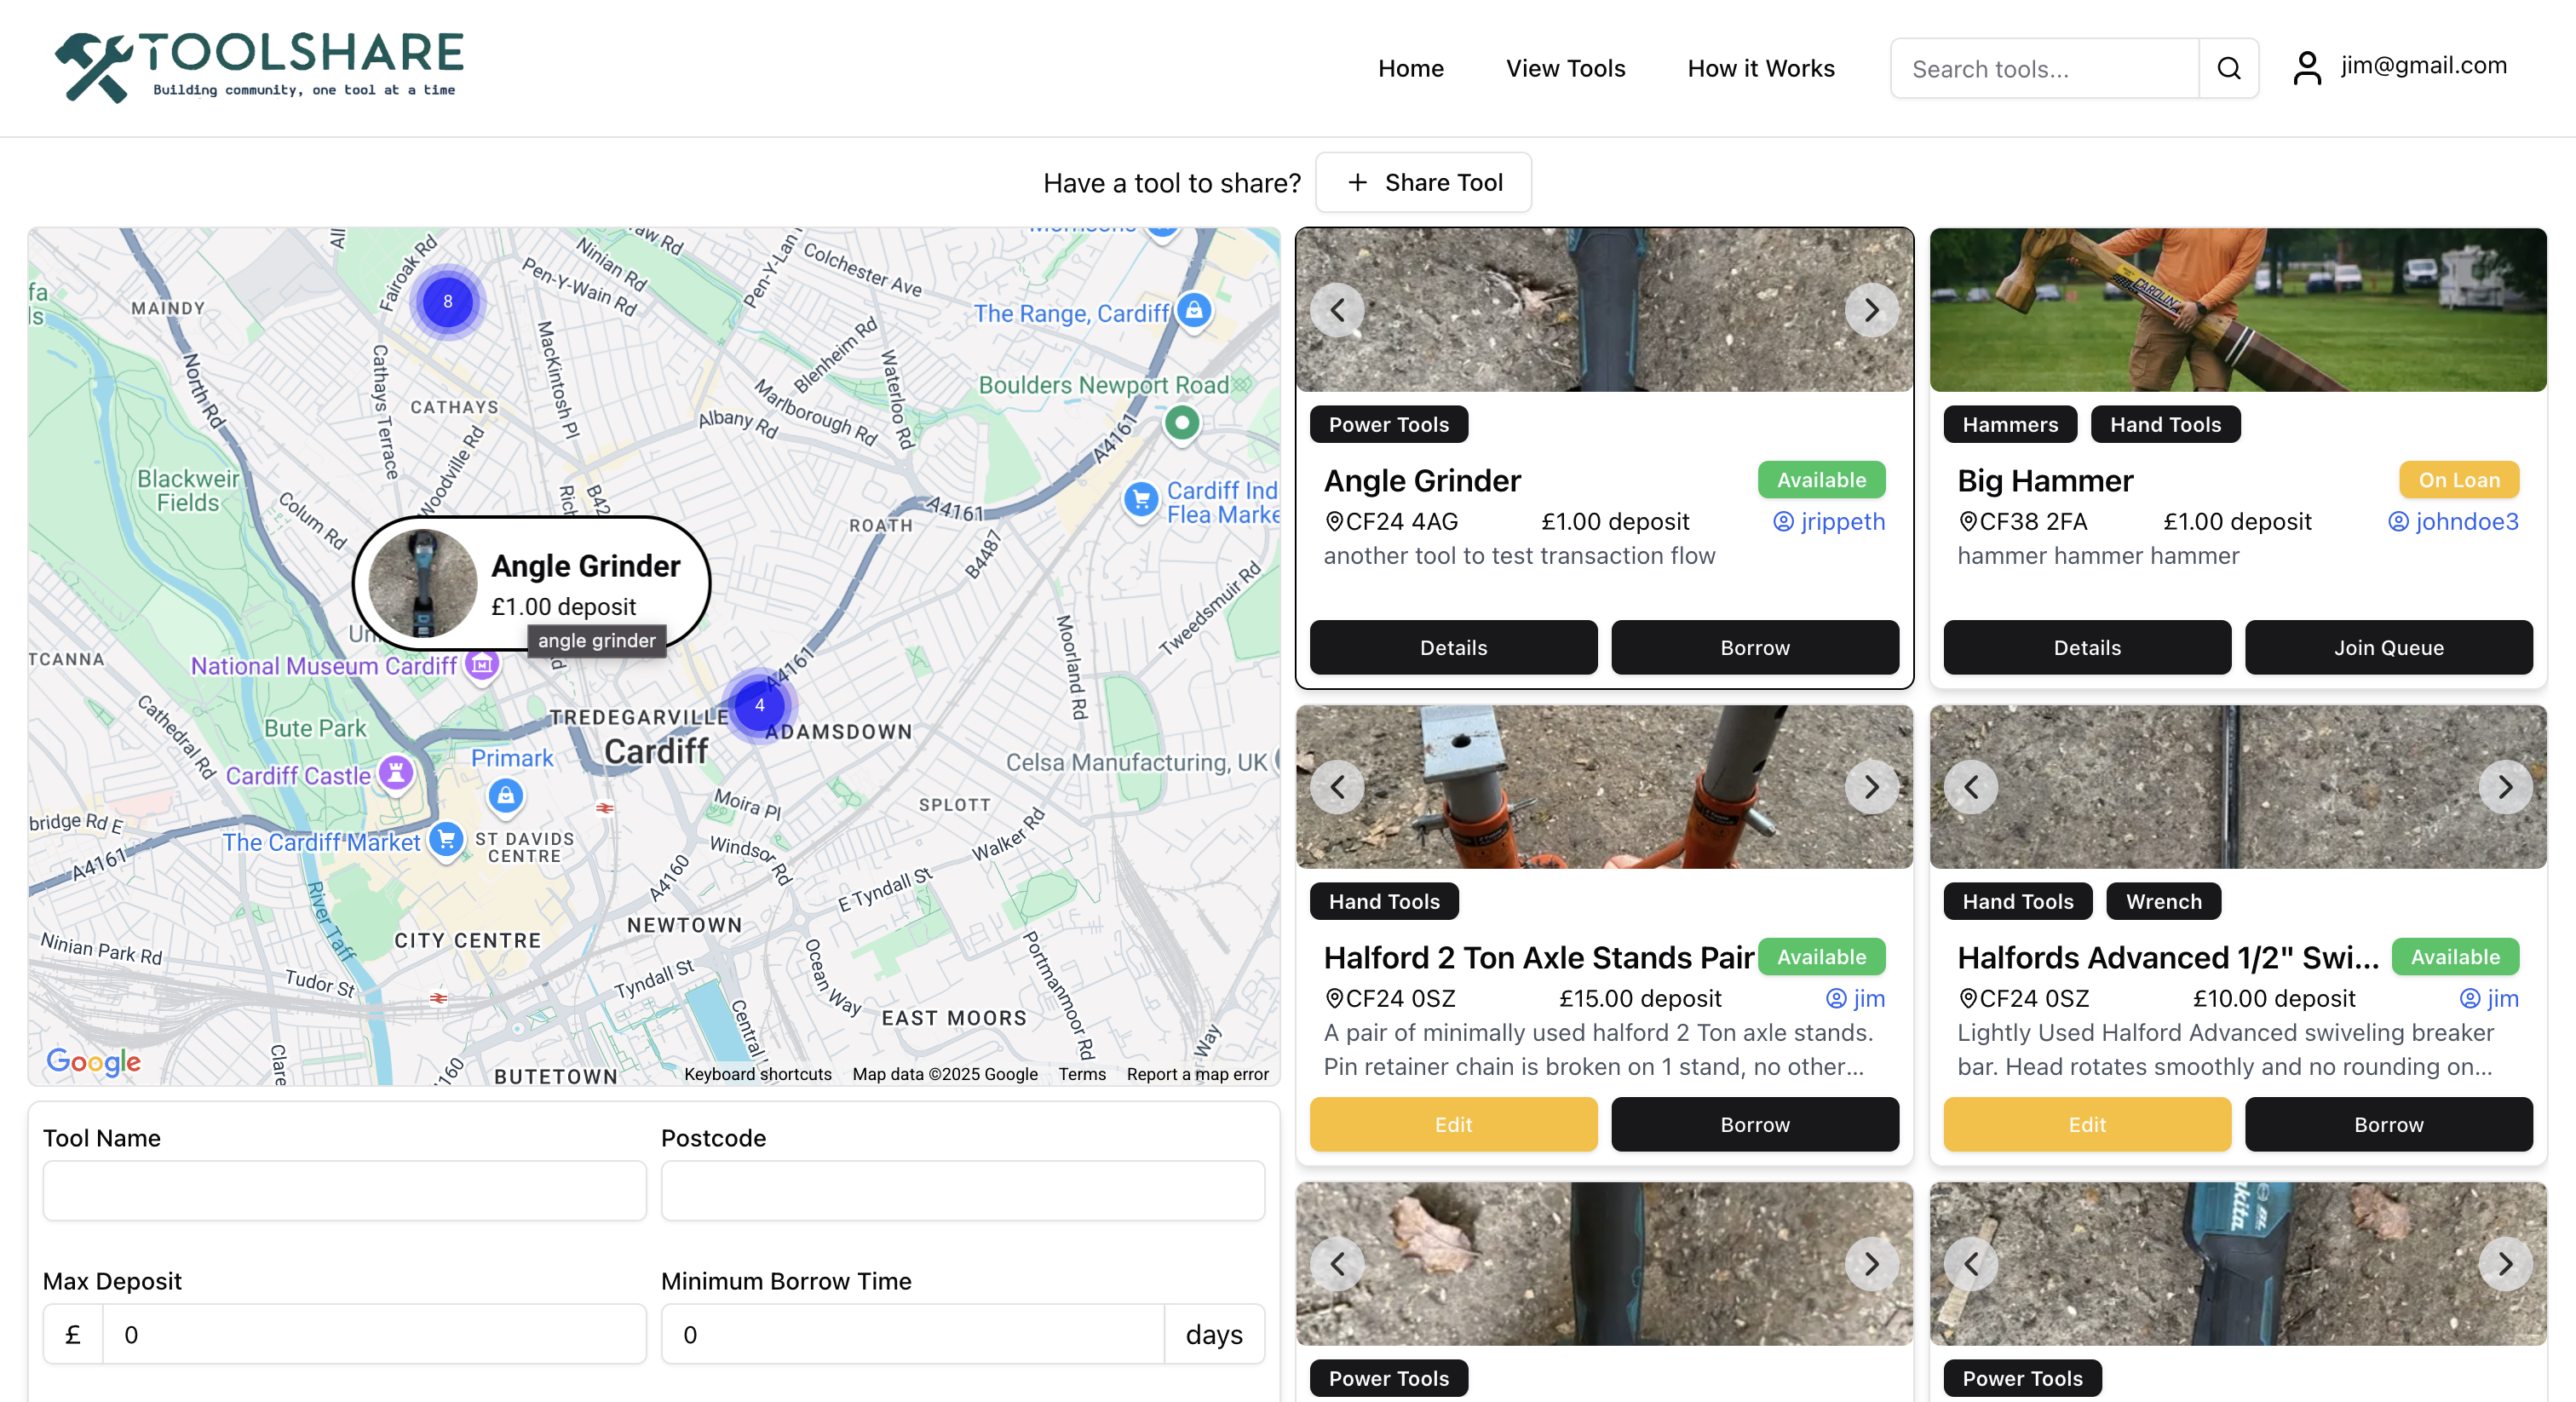 TOOLSHARE
Building community, one tool at a time
Home
View Tools
How it Works
Search tools...
jim@gmail.com
Have a tool to share?
+ Share Tool
Fairoak Rd
8
MAINDY
North Rd
Cathays Terrace
CATHAYS
Woodville Rd
MacKintosh Pl
Pen-Y-Wain Rd
Ninian Rd
Colchester Ave
Blenheim Rd
Marlborough Rd
Albany Rd
Waterloo Rd
Morrisons
The Range, Cardiff
Boulders Newport Road
A4161
Cardiff Ind
Flea Marke
A4161
ROATH
B4487
Blackweir
Fields
Colum Rd
Angle Grinder
£1.00 deposit
angle grinder
National Museum Cardiff
TCANNA
Cathedral Rd
Bute Park
Cardiff Castle
Primark
TREDEGARVILLE
Cardiff
4
A4161
ADAMSDOWN
Moorland Rd
Tweedsmuir Rd
Celsa Manufacturing, UK
SPLOTT
Moira Pl
Windsor Rd
Walker Rd
E Tyndall St
A4160
bridge Rd E
A4161
The Cardiff Market
ST DAVIDS
CENTRE
River Taff
NEWTOWN
CITY CENTRE
Ninian Park Rd
Tudor St
Tyndall St
Ocean Way
Portmanmoor Rd
EAST MOORS
Central
Clare
BUTETOWN
Google
Keyboard shortcuts
Map data ©2025 Google
Terms
Report a map error
Tool Name
Postcode
Max Deposit
Minimum Borrow Time
£
0
0
days
Power Tools
Angle Grinder
Available
CF24 4AG
£1.00 deposit
jrippeth
another tool to test transaction flow
Details
Borrow
CAROLINA
Hammers
Hand Tools
Big Hammer
On Loan
CF38 2FA
£1.00 deposit
johndoe3
hammer hammer hammer
Details
Join Queue
Hand Tools
Halford 2 Ton Axle Stands Pair
Available
CF24 0SZ
£15.00 deposit
jim
A pair of minimally used halford 2 Ton axle stands.
Pin retainer chain is broken on 1 stand, no other...
Edit
Borrow
Hand Tools
Wrench
Halfords Advanced 1/2" Swi...
Available
CF24 0SZ
£10.00 deposit
jim
Lightly Used Halford Advanced swiveling breaker
bar. Head rotates smoothly and no rounding on...
Edit
Borrow
Power Tools
makita
Power Tools